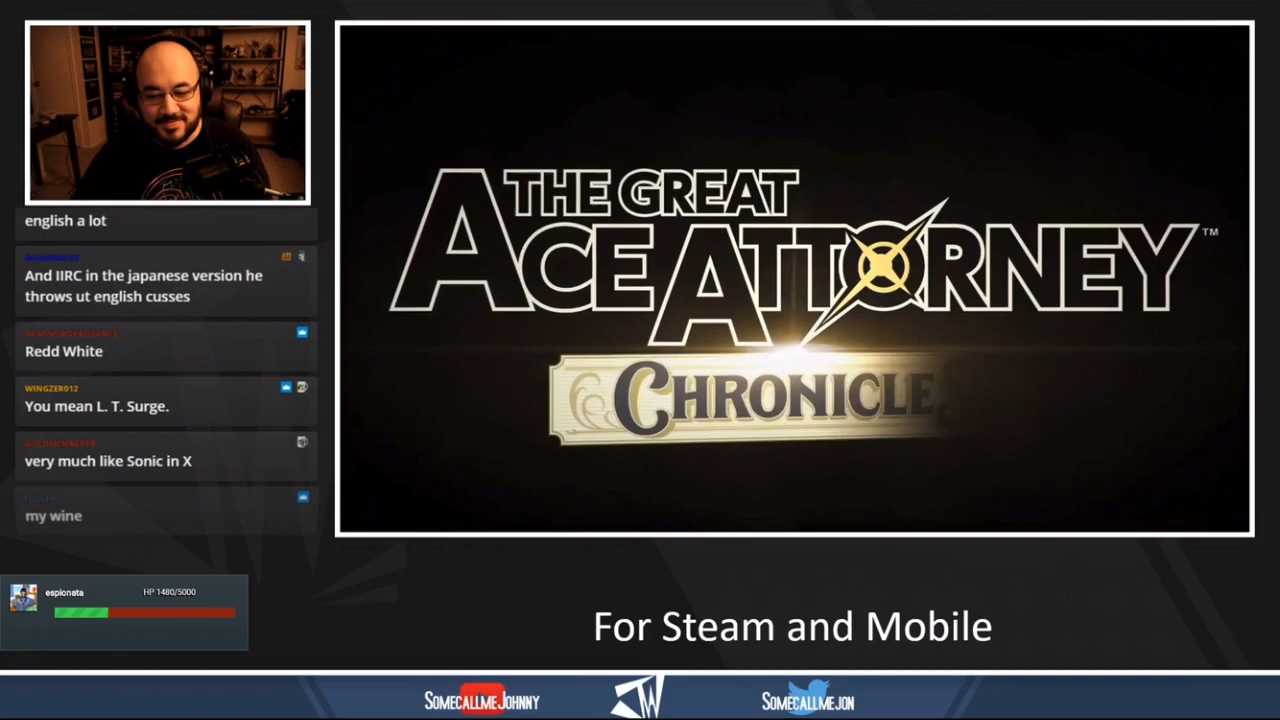 english a lot
And IIRC in the japanese version he
throws ut english cusses
GAMINGBOXADVANCE
Redd White
WINGZER012
You mean L. T. Surge.
very much like Sonic in X
my wine
THE GREAT
ACE ATTORNEY
TM
CHRONICLE
espionata
HP 1480/5000
For Steam and Mobile
SOMECALLMEJOHNNY
SOMECALLMEJON